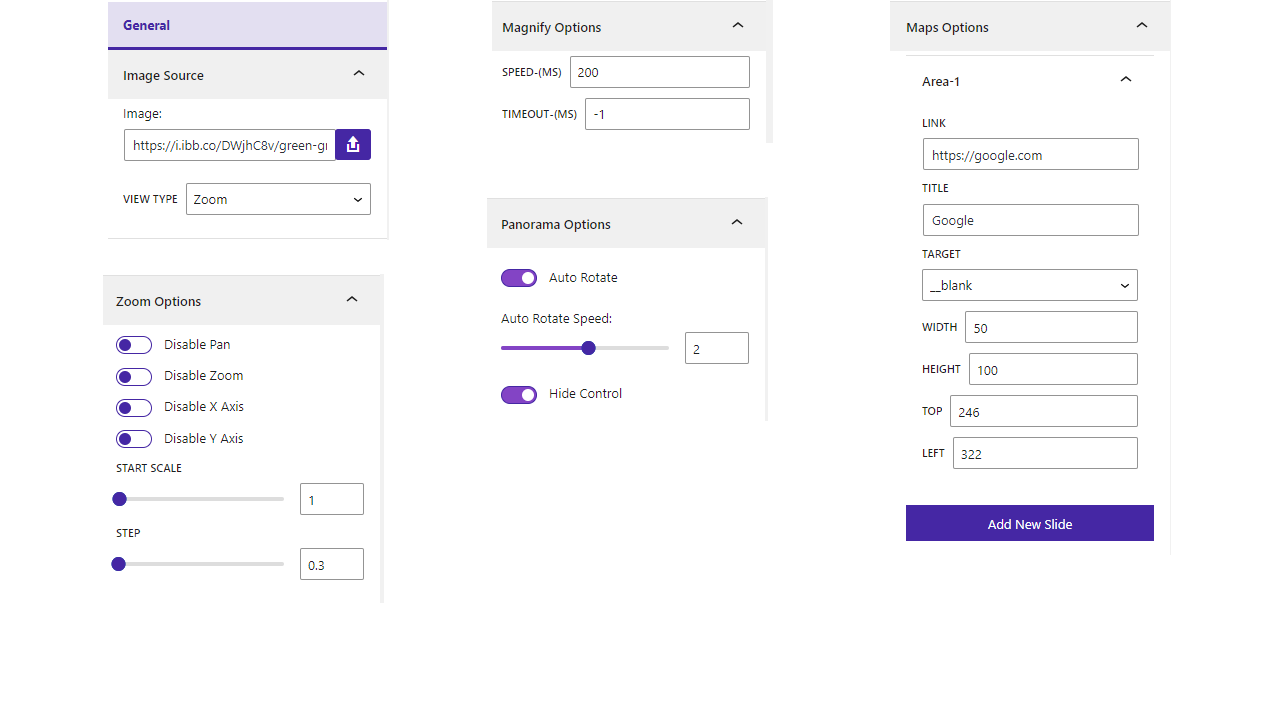 General
Image Source
Image:
https://i.ibb.co/DWjhC8v/green-gr
VIEW TYPE Zoom
Zoom Options
Disable Pan
Disable Zoom
Disable X Axis
Disable Y Axis
START SCALE
1
STEP
0.3
Magnify Options
SPEED-(MS) 200
TIMEOUT-(MS) -1
Panorama Options
Auto Rotate
Auto Rotate Speed:
2
Hide Control
Maps Options
Area-1
LINK
https://google.com
TITLE
Google
TARGET
__blank
WIDTH 50
HEIGHT 100
TOP 246
LEFT 322
Add New Slide